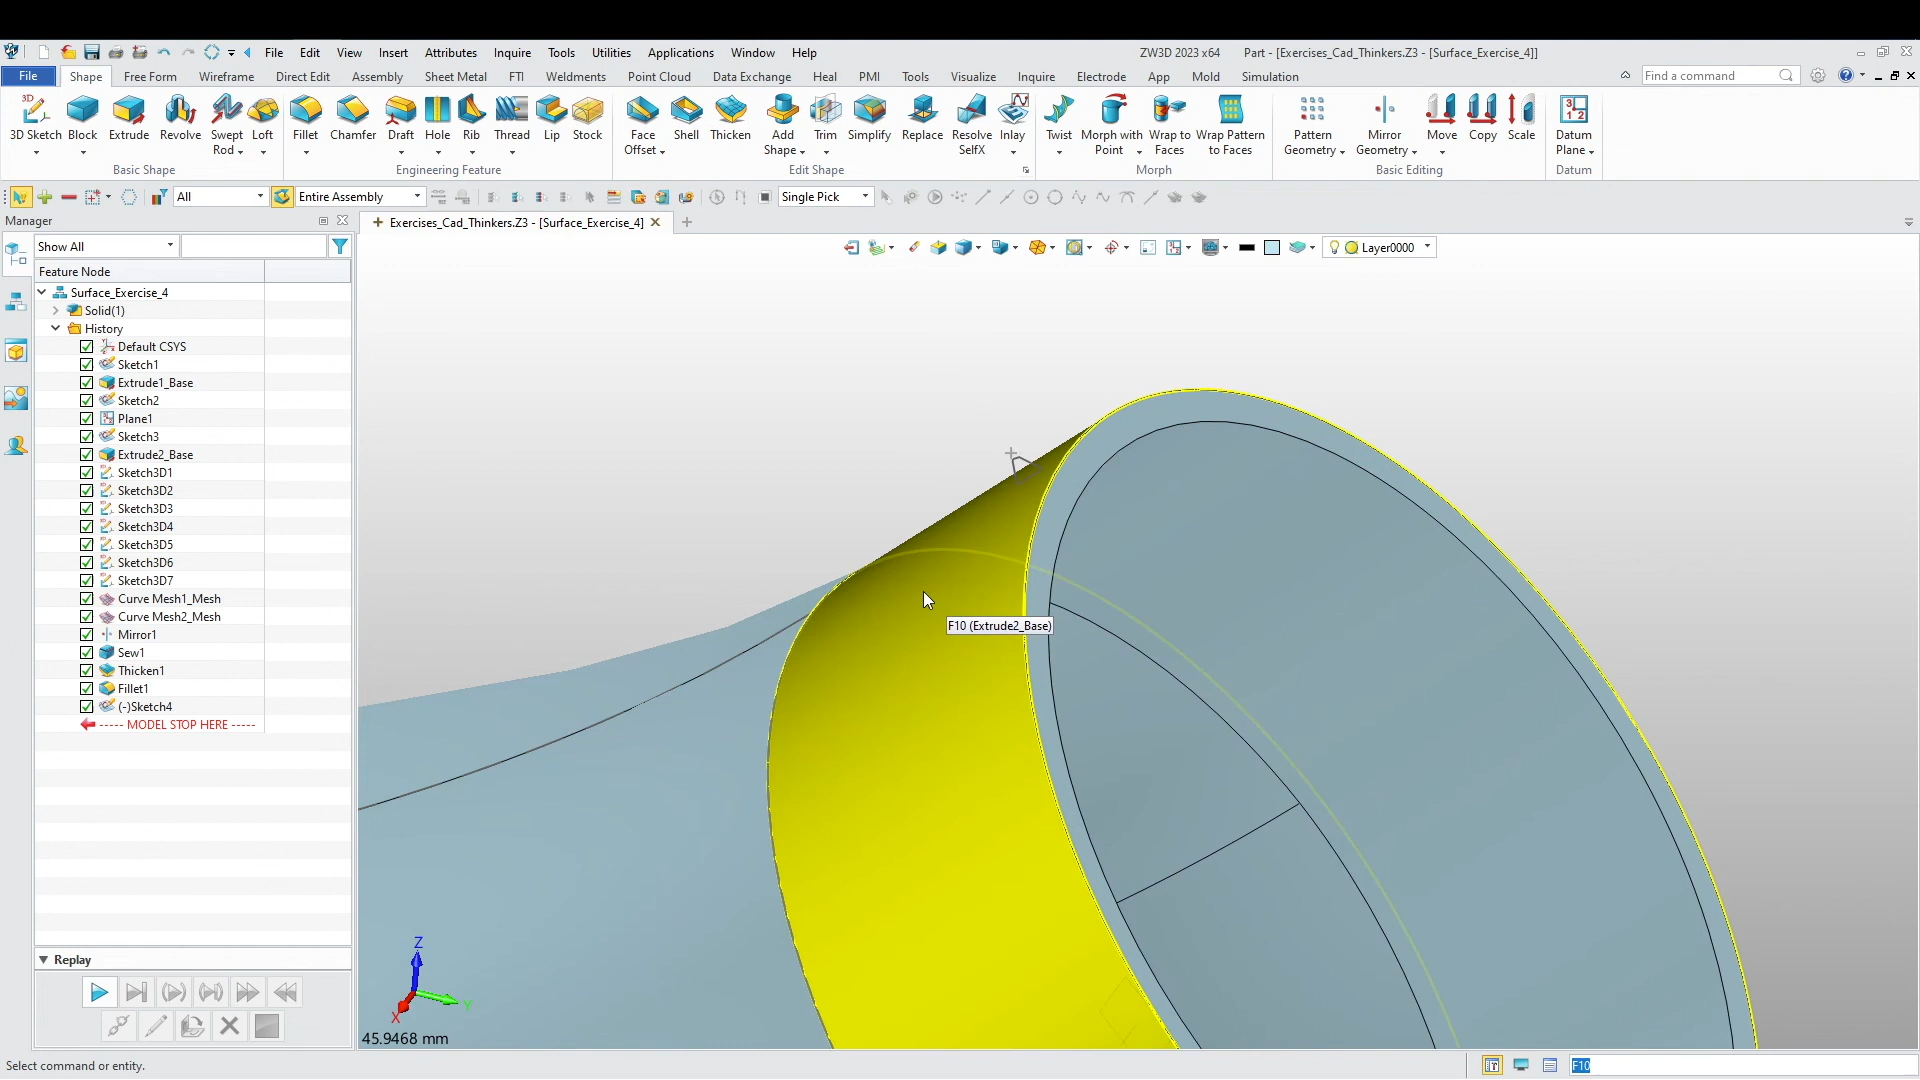 File Edit View Insert Attributes Inquire Tools Utilities Applications Window Help
ZW3D 2023 x64 Part - [Exercises_Cad_Thinkers.Z3 - [Surface_Exercise_4]]
File Shape Free Form Wireframe Direct Edit Assembly Sheet Metal FTI Weldments Point Cloud Data Exchange Heal PMI Tools Visualize Inquire Electrode App Mold Simulation
Find a command
3D
3D Sketch
Block
Extrude
Revolve
Swept Rod
Loft
Basic Shape
Fillet
Chamfer
Draft
Hole
Rib
Thread
Lip
Stock
Engineering Feature
Face Offset
Shell
Thicken
Add Shape
Trim
Simplify
Replace
Resolve SelfX
Inlay
Edit Shape
Twist
Morph with Point
Wrap to Faces
Wrap Pattern to Faces
Morph
Pattern Geometry
Mirror Geometry
Move
Copy
Scale
Basic Editing
Datum Plane
Datum
All
Entire Assembly
Single Pick
Manager
Exercises_Cad_Thinkers.Z3 - [Surface_Exercise_4]
Show All
Layer0000
Feature Node
Surface_Exercise_4
Solid(1)
History
Default CSYS
Sketch1
Extrude1_Base
Sketch2
Plane1
Sketch3
Extrude2_Base
Sketch3D1
Sketch3D2
Sketch3D3
Sketch3D4
Sketch3D5
Sketch3D6
Sketch3D7
Curve Mesh1_Mesh
Curve Mesh2_Mesh
Mirror1
Sew1
Thicken1
Fillet1
(-)Sketch4
----- MODEL STOP HERE -----
F10 (Extrude2_Base)
Replay
Z
Y
X
45.9468 mm
Select command or entity.
F10